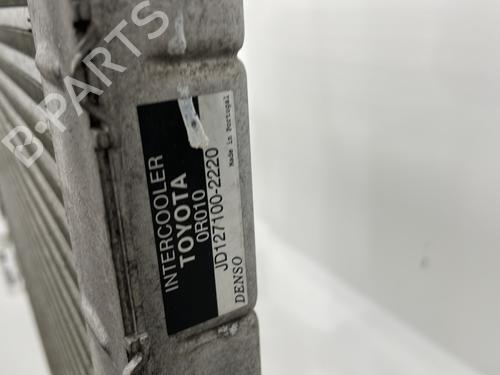 INTERCOOLER
TOYOTA
0R010
JD127100-2220
DENSO
Made in Portugal
B-PARTS